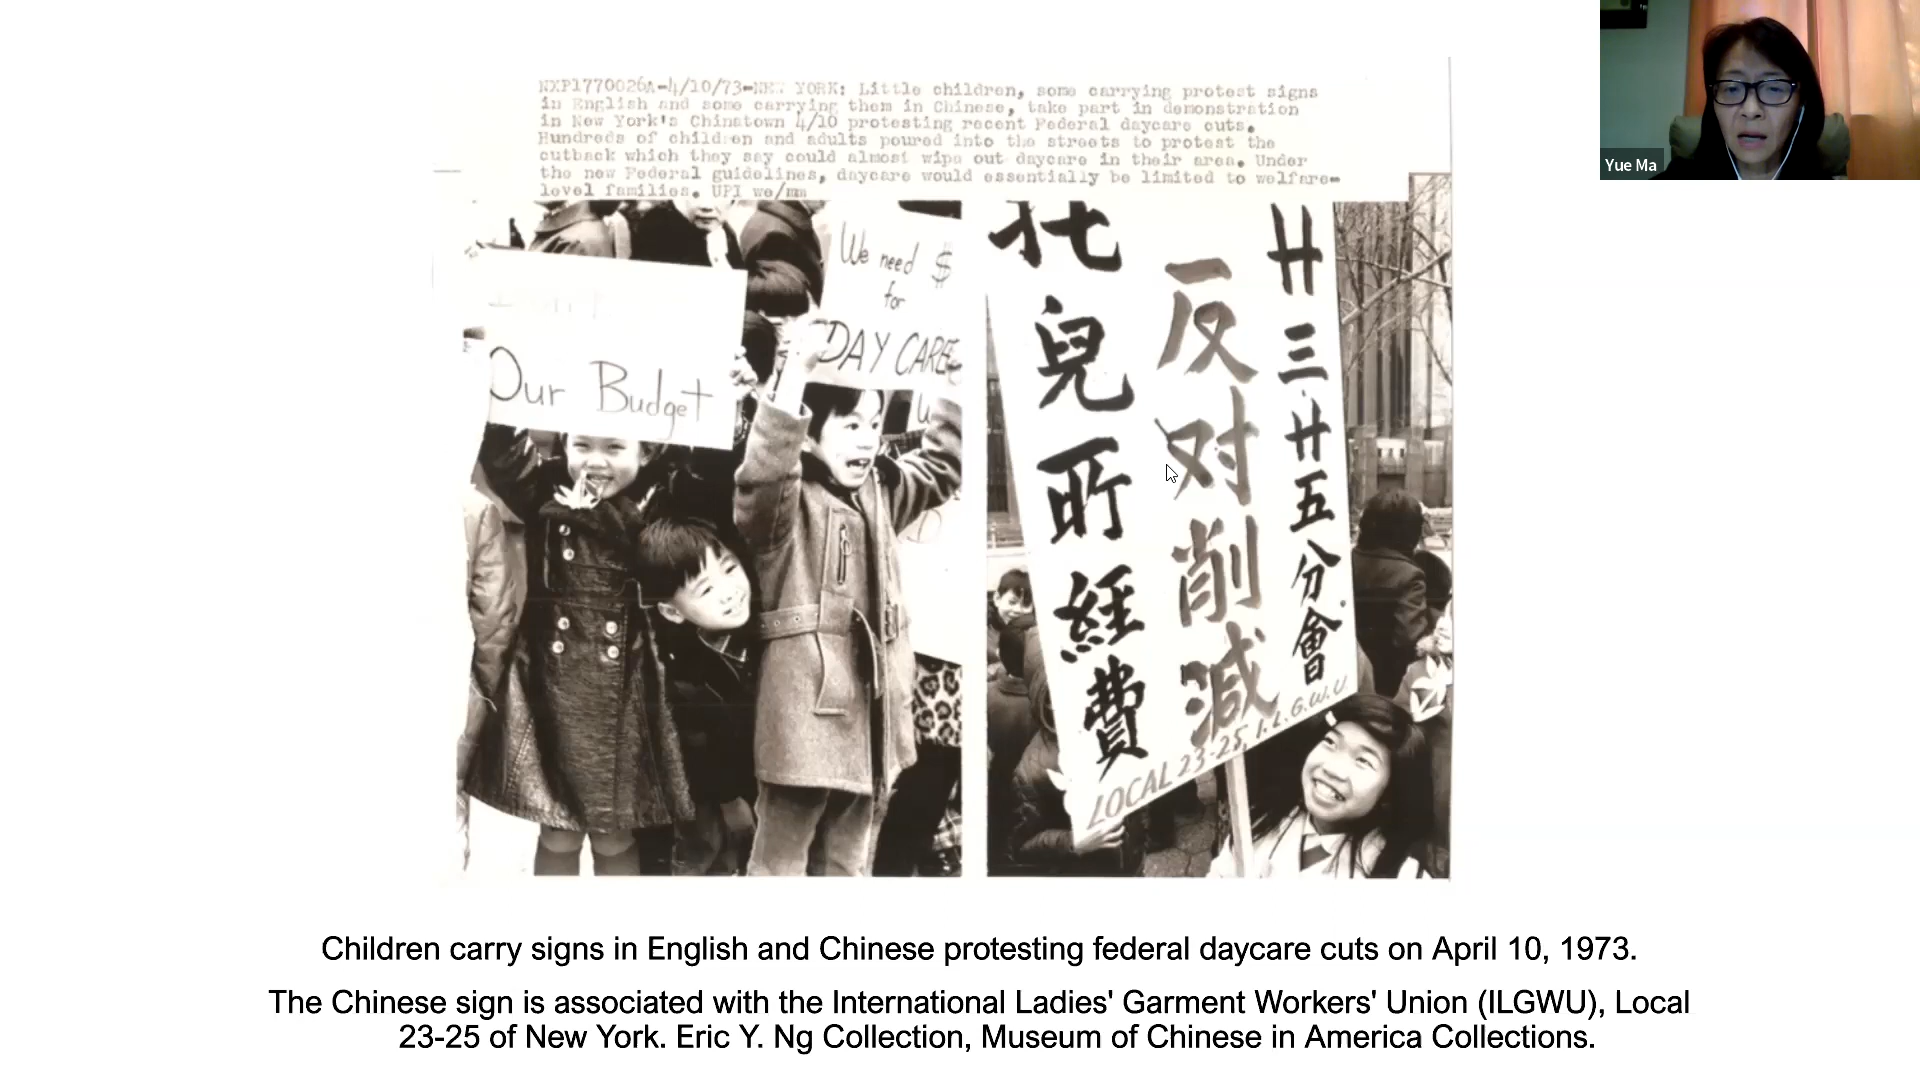 NXP1770026A-4/10/73-NEW YORK: Little children, some carrying protest signs
in English and some carrying them in Chinese, take part in demonstration
in New York's Chinatown 4/10 protesting recent Federal daycare cuts.
Hundreds of children and adults poured into the streets to protest the
cutback which they say could almost wipe out daycare in their area. Under
the new Federal guidelines, daycare would essentially be limited to welfare-
level families. UPI we/mm
Our Budget
We need $
for
DAY CARE
廿三廿五分會
反对削減
托兒所經費
LOCAL 23-25, I.L.G.W.U
Yue Ma
Children carry signs in English and Chinese protesting federal daycare cuts on April 10, 1973.
The Chinese sign is associated with the International Ladies' Garment Workers' Union (ILGWU), Local
23-25 of New York. Eric Y. Ng Collection, Museum of Chinese in America Collections.